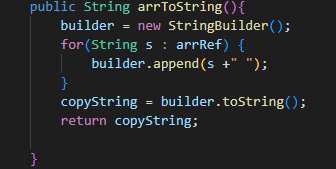 public String arrToString(){
builder = new StringBuilder();
for(String s : arrRef) {
builder.append(s +" ");
}
copyString = builder.toString();
return copyString;
}